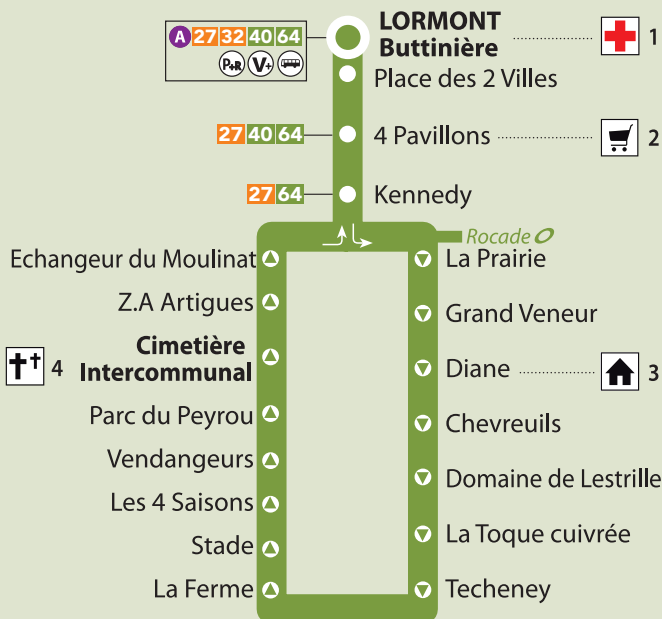 A 27 32 40 64
P+R V+
LORMONT
Buttinière
1
Place des 2 Villes
27 40 64
4 Pavillons
2
27 64
Kennedy
Rocade
Echangeur du Moulinat
La Prairie
Z.A Artigues
Grand Veneur
Cimetière
Intercommunal
4
Diane
3
Parc du Peyrou
Chevreuils
Vendangeurs
Domaine de Lestrille
Les 4 Saisons
La Toque cuivrée
Stade
La Ferme
Techeney